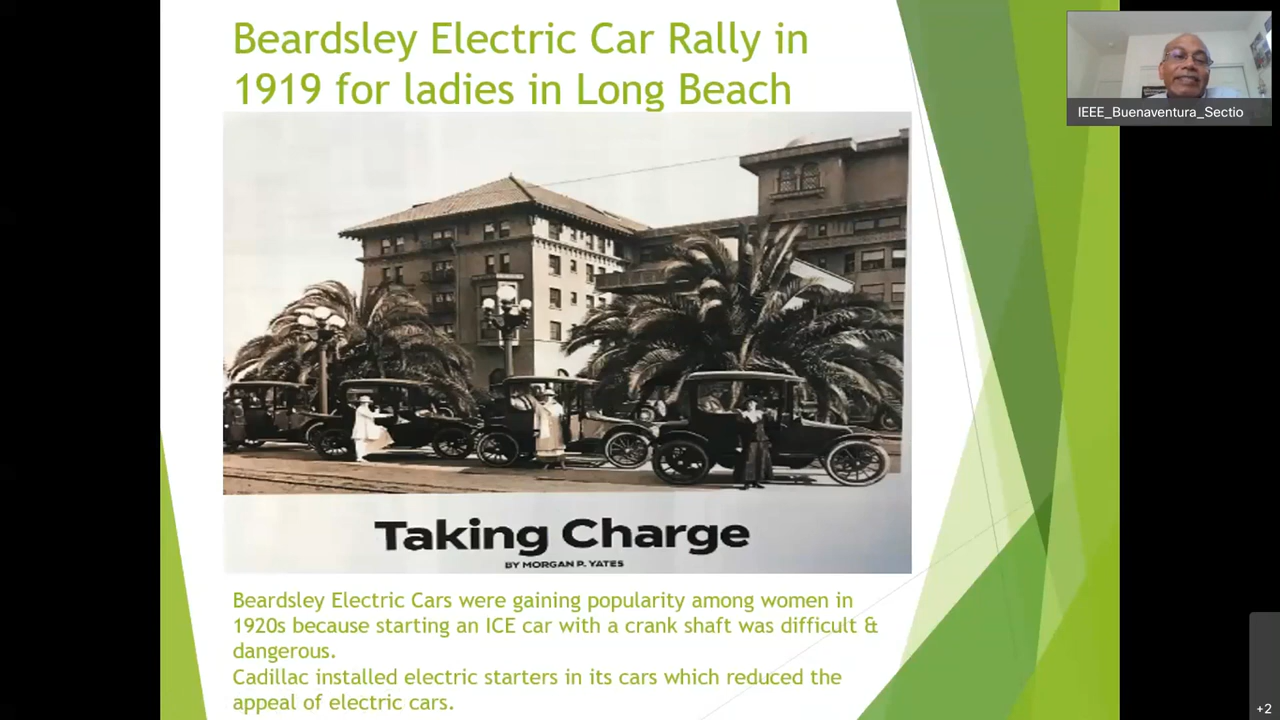 Beardsley Electric Car Rally in
1919 for ladies in Long Beach
IEEE_Buenaventura_Sectio
Taking Charge
BY MORGAN P. YATES
Beardsley Electric Cars were gaining popularity among women in
1920s because starting an ICE car with a crank shaft was difficult &
dangerous.
Cadillac installed electric starters in its cars which reduced the
appeal of electric cars.
+2